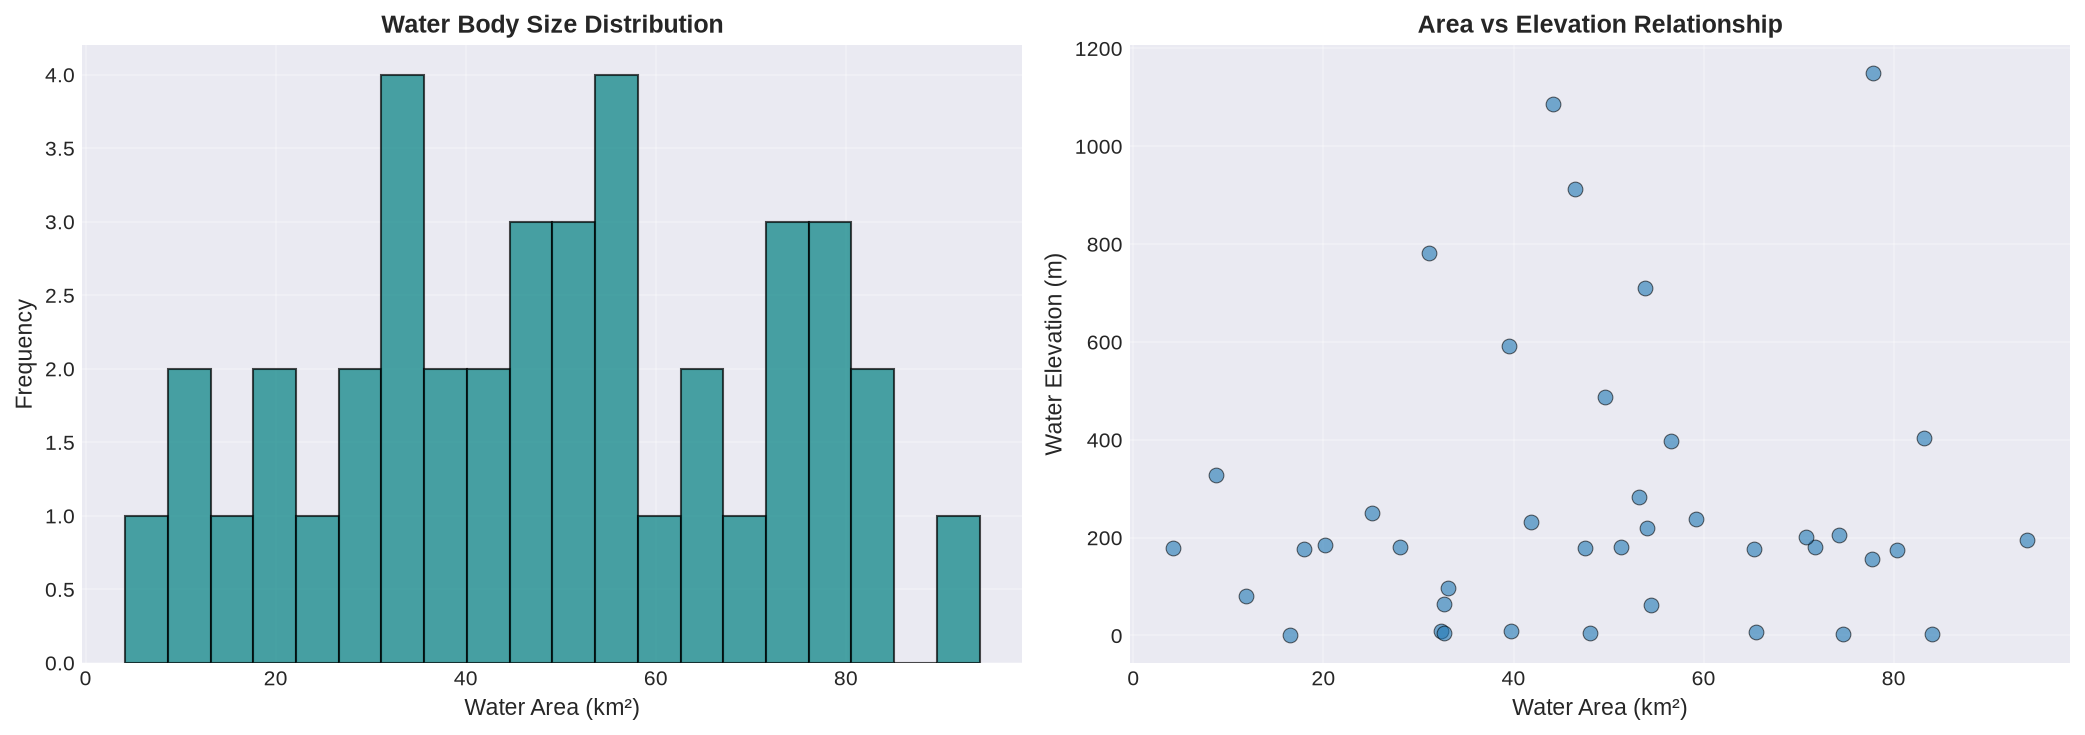 Water Body Size Distribution
4.0
3.5
3.0
2.5
2.0
1.5
1.0
0.5
0.0
Frequency
0 20 40 60 80
Water Area (km²)
Area vs Elevation Relationship
1200
1000
800
600
400
200
0
Water Elevation (m)
0 20 40 60 80
Water Area (km²)